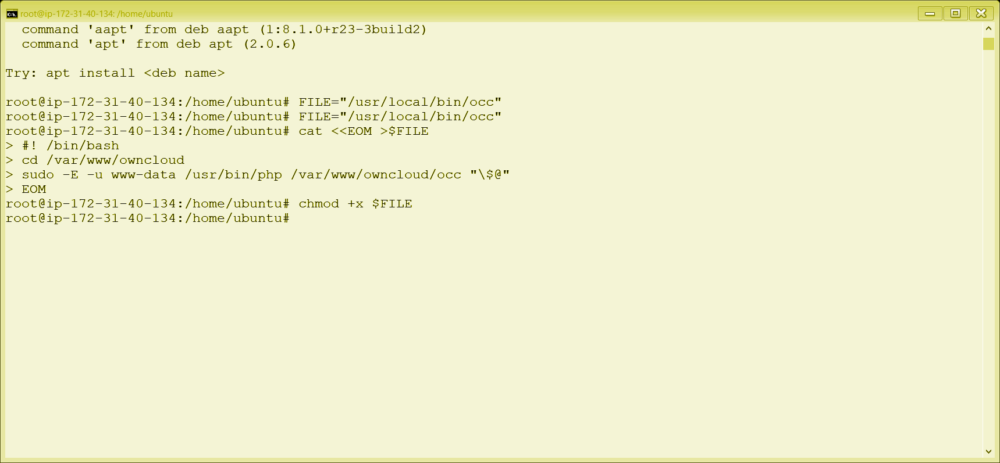 root@ip-172-31-40-134: /home/ubuntu
command 'aapt' from deb aapt (1:8.1.0+r23-3build2)
command 'apt' from deb apt (2.0.6)
Try: apt install <deb name>
root@ip-172-31-40-134:/home/ubuntu# FILE="/usr/local/bin/occ"
root@ip-172-31-40-134:/home/ubuntu# FILE="/usr/local/bin/occ"
root@ip-172-31-40-134:/home/ubuntu# cat <<EOM >$FILE
> #! /bin/bash
> cd /var/www/owncloud
> sudo -E -u www-data /usr/bin/php /var/www/owncloud/occ "\$@"
> EOM
root@ip-172-31-40-134:/home/ubuntu# chmod +x $FILE
root@ip-172-31-40-134:/home/ubuntu#